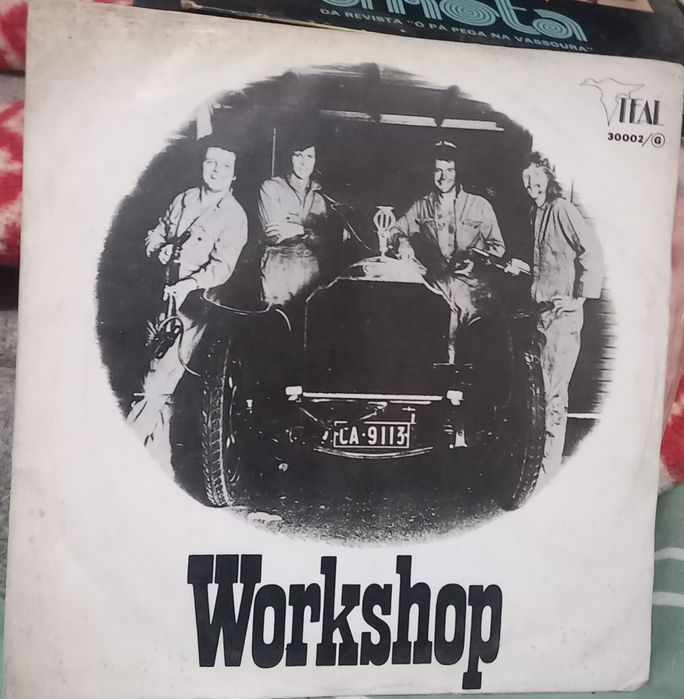 DA REVISTA "O PÁ PEGA NA VASSOURA"
TEAL
30002/G
CA·9113
Workshop